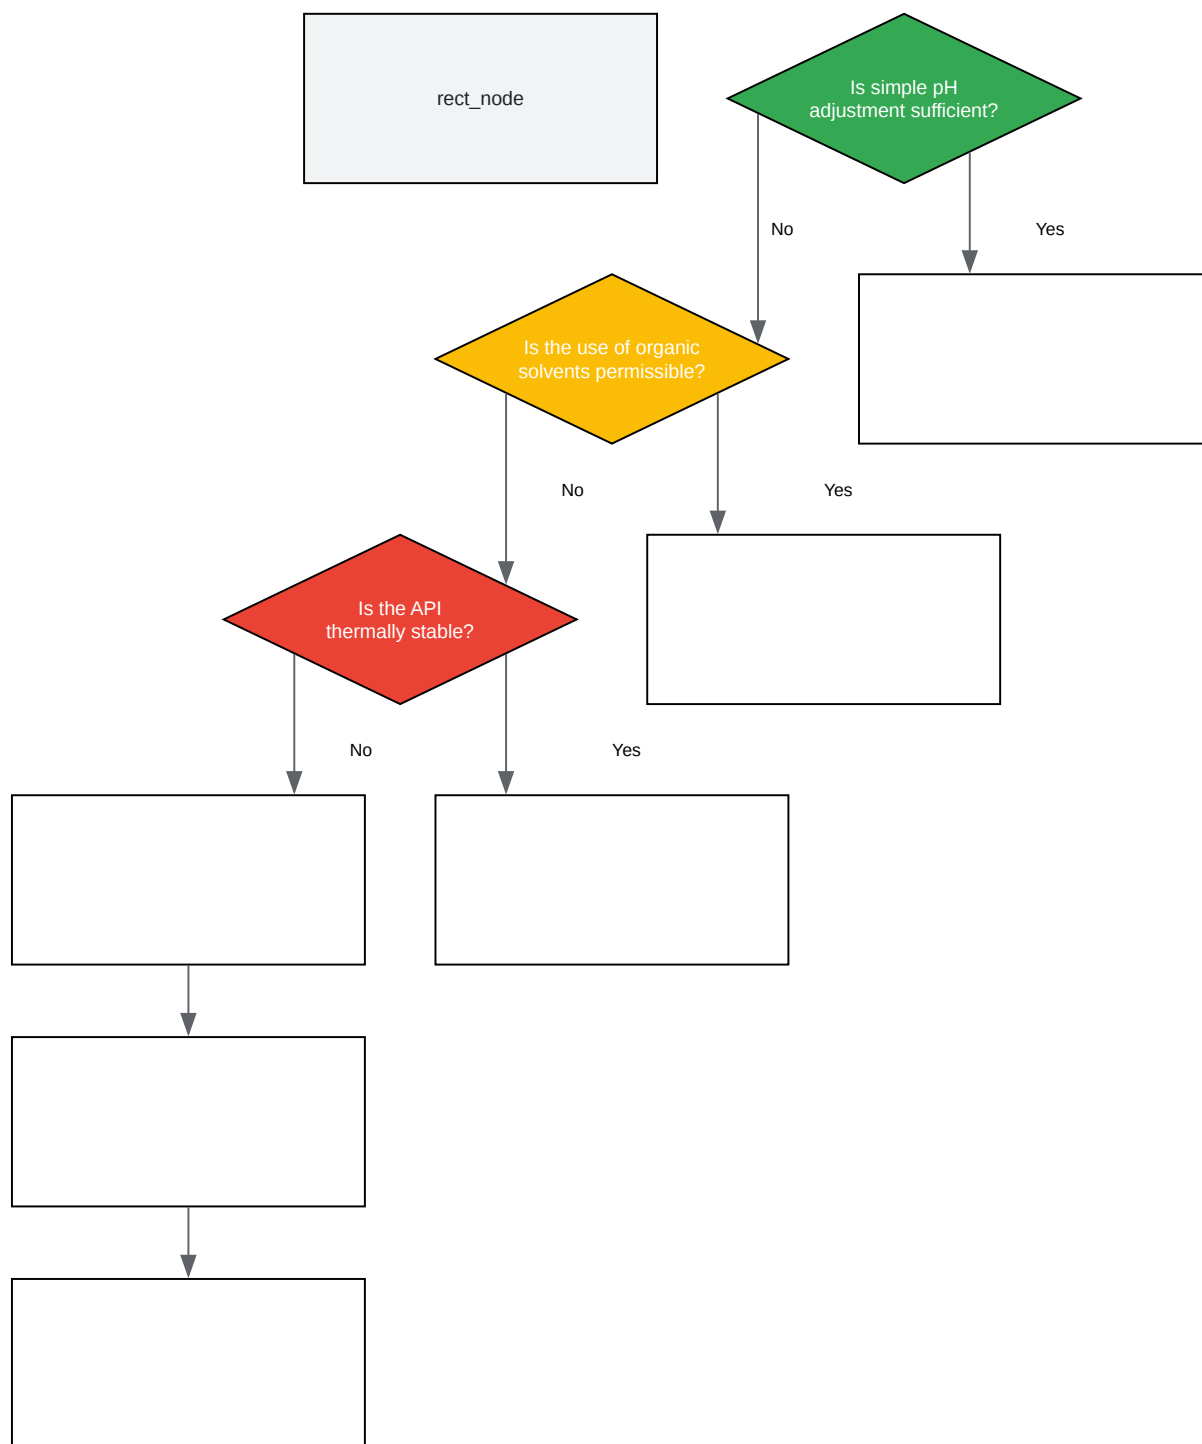 rect_node
Is simple pH
adjustment sufficient?
No
Yes
Is the use of organic
solvents permissible?
No
Yes
Is the API
thermally stable?
No
Yes